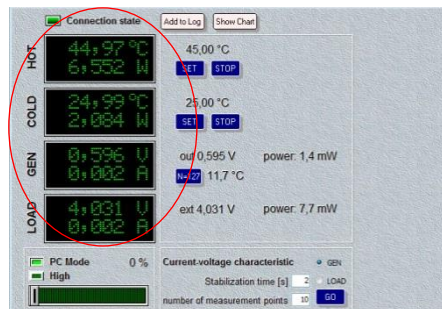 Connection state Add to Log Show Chart
HOT 44,97 °C 45,00 °C
6,552 W SET STOP
COLD 24,99 °C 25,00 °C
2,084 W SET STOP
GEN 0,596 V out 0,595 V power: 1,4 mW
0,002 A N=127 11,7 °C
LOAD 4,031 V ext 4,031 V power: 7,7 mW
0,002 A
PC Mode 0 % Current-voltage characteristic GEN
High Stabilization time [s] 2 LOAD
number of measurement points 10 GO